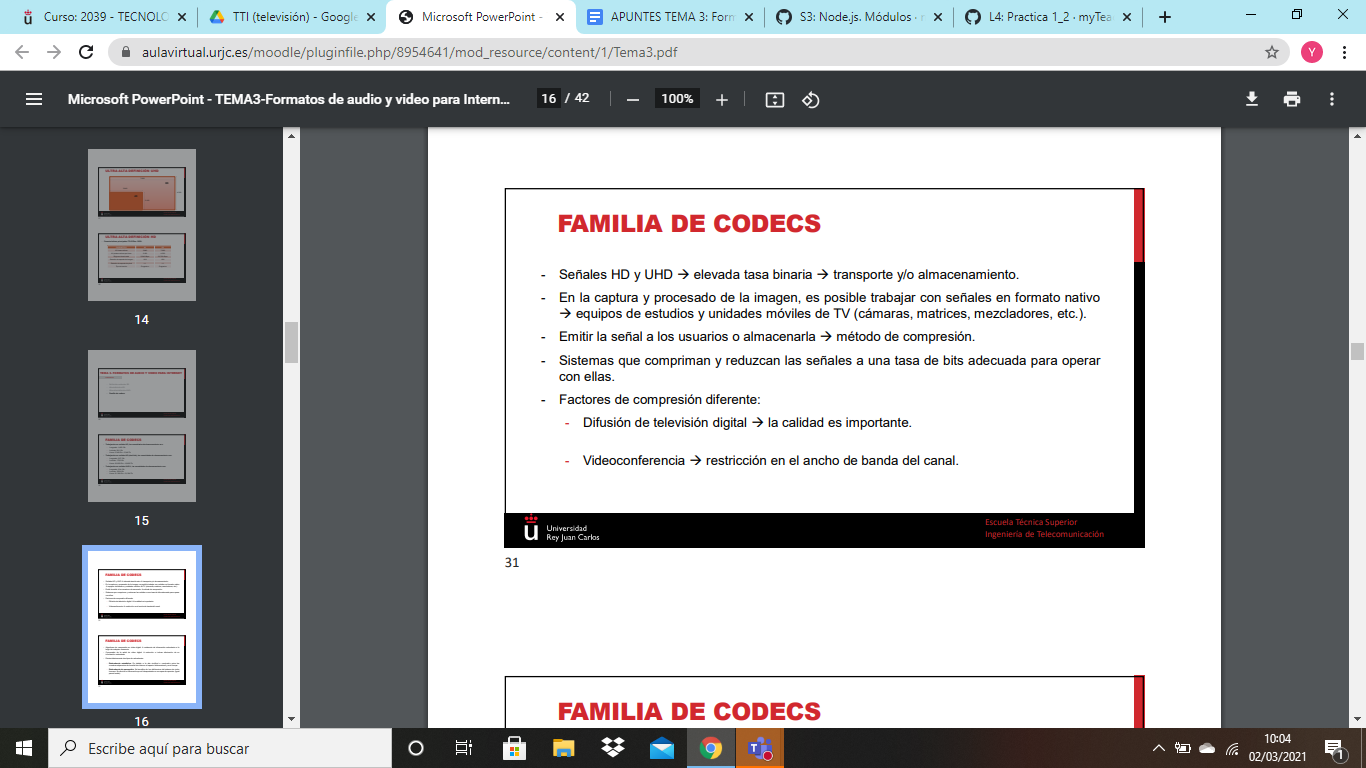 Curso: 2039 - TECNOLC
TTI (televisión) - Google
Microsoft PowerPoint -
APUNTES TEMA 3: Form
S3: Node.js. Módulos · m
L4: Practica 1_2 · myTea
aulavirtual.urjc.es/moodle/pluginfile.php/8954641/mod_resource/content/1/Tema3.pdf
Y
Microsoft PowerPoint - TEMA3-Formatos de audio y video para Intern...
16 / 42
100%
14
15
16
FAMILIA DE CODECS
- Señales HD y UHD → elevada tasa binaria → transporte y/o almacenamiento.
- En la captura y procesado de la imagen, es posible trabajar con señales en formato nativo
→ equipos de estudios y unidades móviles de TV (cámaras, matrices, mezcladores, etc.).
- Emitir la señal a los usuarios o almacenarla → método de compresión.
- Sistemas que compriman y reduzcan las señales a una tasa de bits adecuada para operar
con ellas.
- Factores de compresión diferente:
- Difusión de televisión digital → la calidad es importante.
- Videoconferencia → restricción en el ancho de banda del canal.
ü Universidad
Rey Juan Carlos
Escuela Técnica Superior
Ingeniería de Telecomunicación
31
FAMILIA DE CODECS
Escribe aquí para buscar
10:04
02/03/2021
1